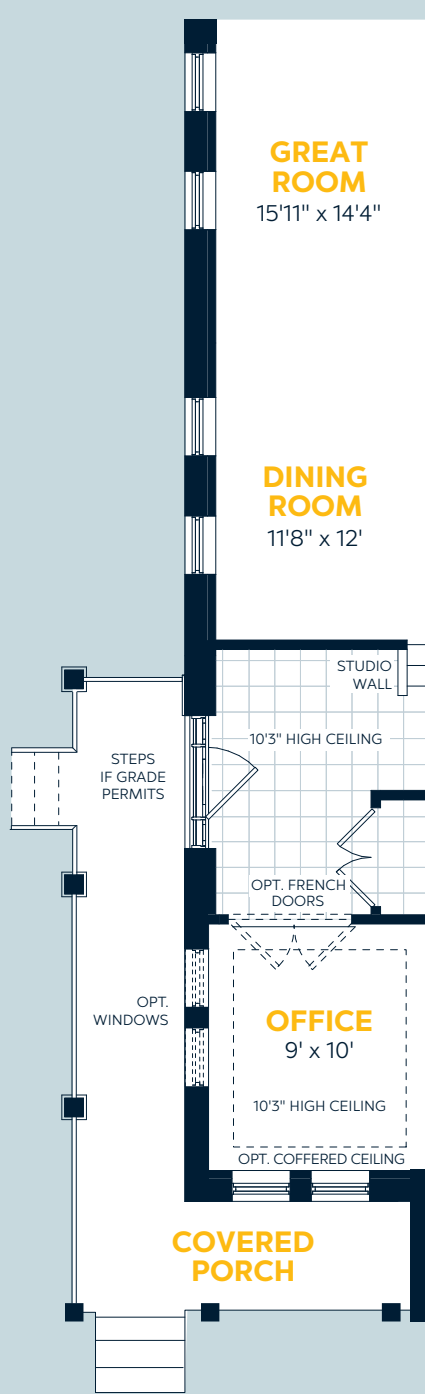 GREAT
ROOM
15'11" x 14'4"
DINING
ROOM
11'8" x 12'
STUDIO
WALL
10'3" HIGH CEILING
STEPS
IF GRADE
PERMITS
OPT. FRENCH
DOORS
OPT.
WINDOWS
OFFICE
9' x 10'
10'3" HIGH CEILING
OPT. COFFERED CEILING
COVERED
PORCH